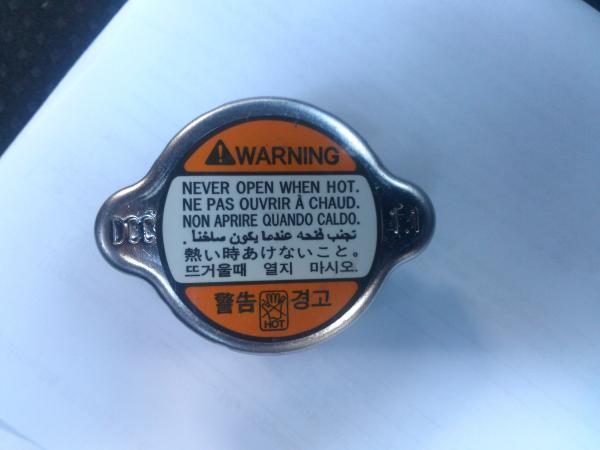 WARNING
NEVER OPEN WHEN HOT.
NE PAS OUVRIR À CHAUD.
NON APRIRE QUANDO CALDO.
تجنب فتحه عندما يكون ساخنا .
熱い時あけないこと。
뜨거울때 열지 마시오.
警告 HOT 경고